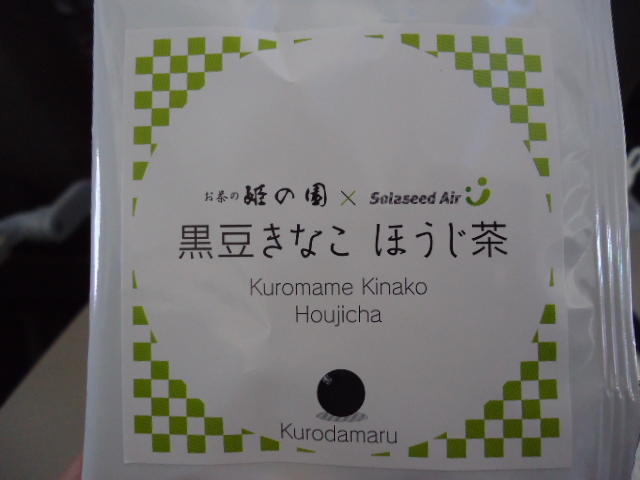 お茶の 姫の園 × Solaseed Air
黒豆きなこ ほうじ茶
Kuromame Kinako
Houjicha
Kurodamaru